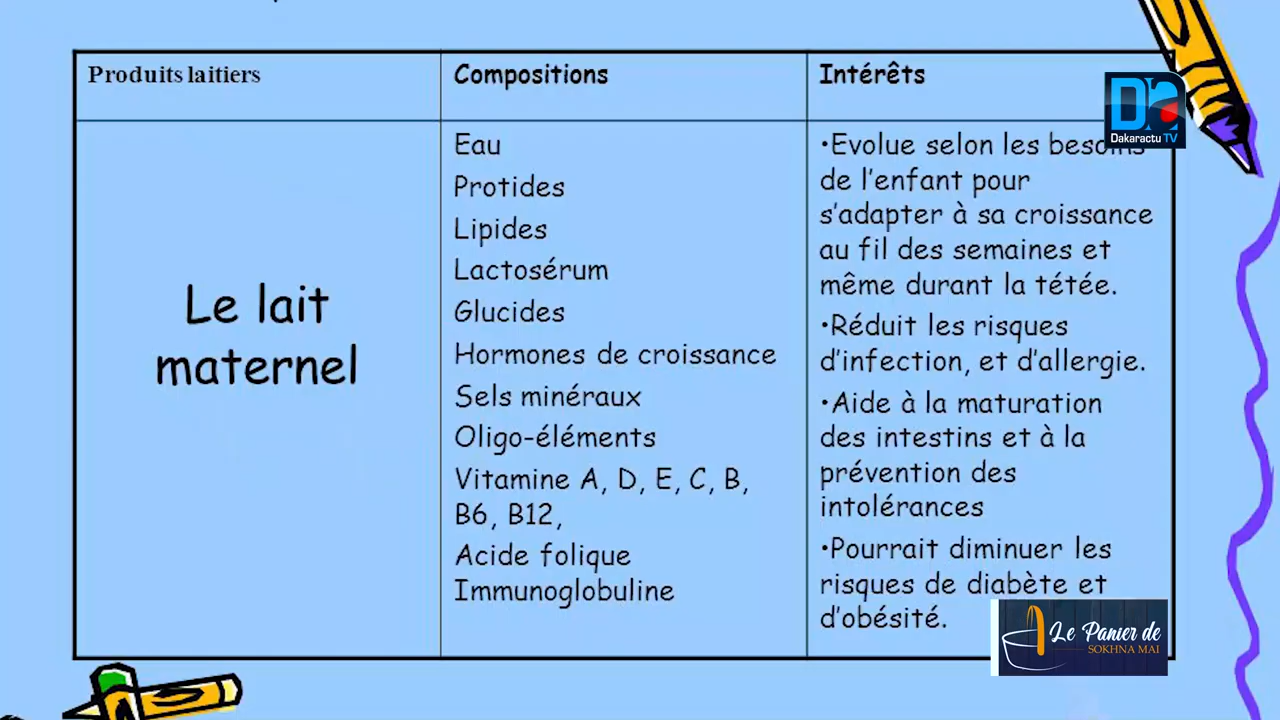 Produits laitiers
Compositions
Intérêts
Le lait
maternel
Eau
Protides
Lipides
Lactosérum
Glucides
Hormones de croissance
Sels minéraux
Oligo-éléments
Vitamine A, D, E, C, B,
B6, B12,
Acide folique
Immunoglobuline
•Evolue selon les besoins
de l'enfant pour
s'adapter à sa croissance
au fil des semaines et
même durant la tétée.
•Réduit les risques
d'infection, et d'allergie.
•Aide à la maturation
des intestins et à la
prévention des
intolérances
•Pourrait diminuer les
risques de diabète et
d'obésité.
Da
Dakaractu TV
Le Panier de
SOKHNA MAI